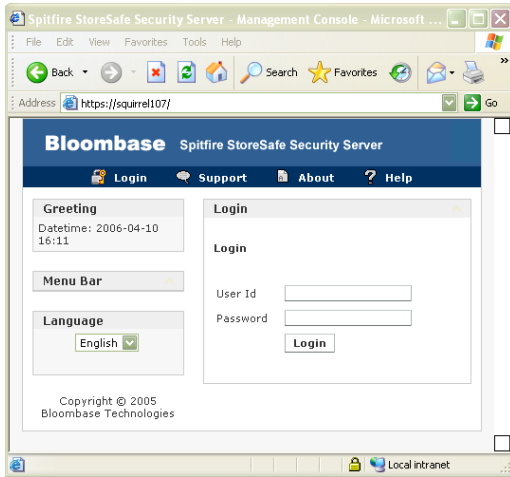 Spitfire StoreSafe Security Server - Management Console - Microsoft ...
File Edit View Favorites Tools Help
Back Search Favorites »
Address https://squirrel107/ Go
Bloombase Spitfire StoreSafe Security Server
Login Support About ? Help
Greeting
Datetime: 2006-04-10
16:11
Menu Bar
Language
English
Copyright © 2005
Bloombase Technologies
Login
Login
User Id
Password
Login
Local intranet